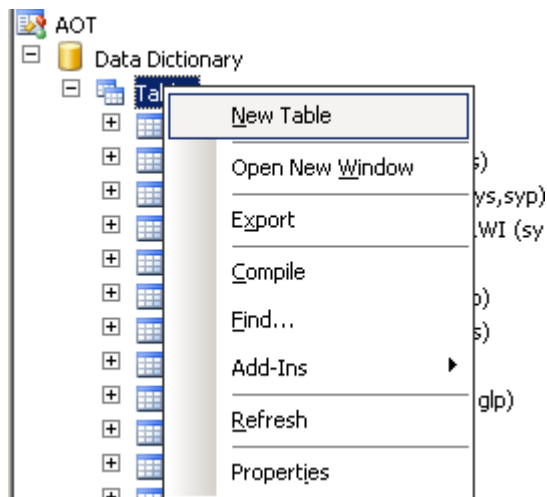 AOT
Data Dictionary
New Table
Open New Window
s)
ys,syp)
Export
.WI (sy
Compile
Find...
s)
Add-Ins
glp)
Refresh
Properties